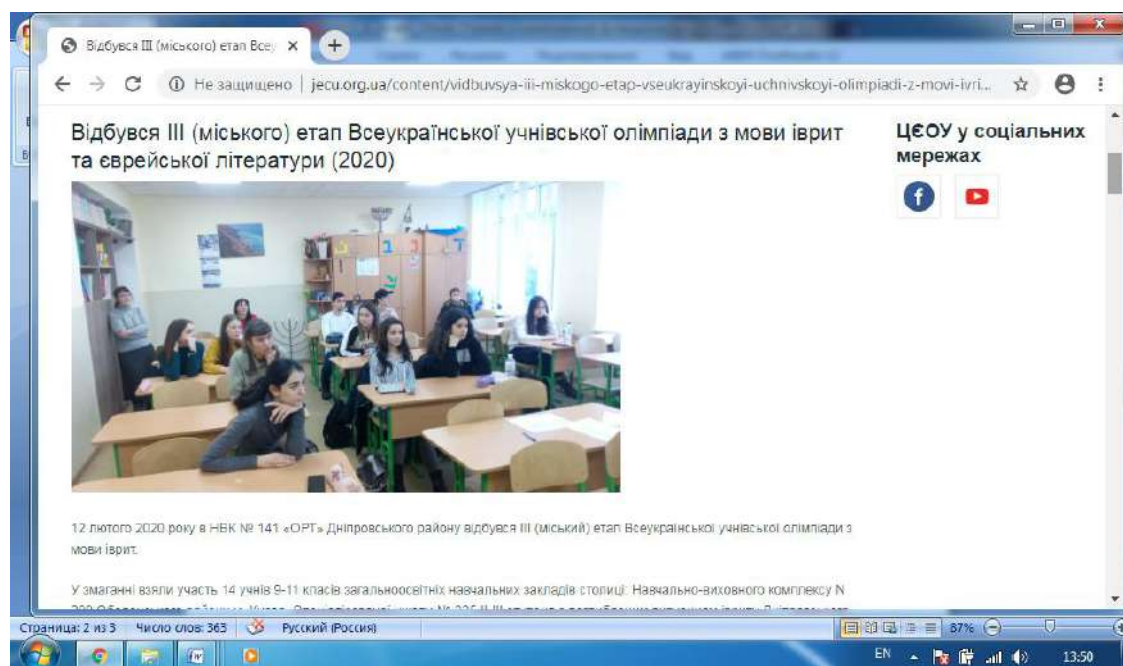 Відбувся III (міського) етап Все
Не защищено | jecu.org.ua/content/vidbuvsya-iii-miskogo-etap-vseukrayinskoyi-uchnivskoyi-olimpiadi-z-movi-ivri...
Відбувся III (міського) етап Всеукраїнської учнівської олімпіади з мови іврит
та єврейської літератури (2020)
ЦЄОУ у соціальних
мережах
12 лютого 2020 року в НВК № 141 «ОРТ» Дніпровського району відбувся III (міський) етап Всеукраїнської учнівської олімпіади з
мови іврит.
У змаганні взяли участь 14 учнів 9-11 класів загальноосвітніх навчальних закладів столиці: Навчально-виховного комплексу N
Страница: 2 из 3 Число слов: 363 Русский (Россия) 87%
EN 13:50